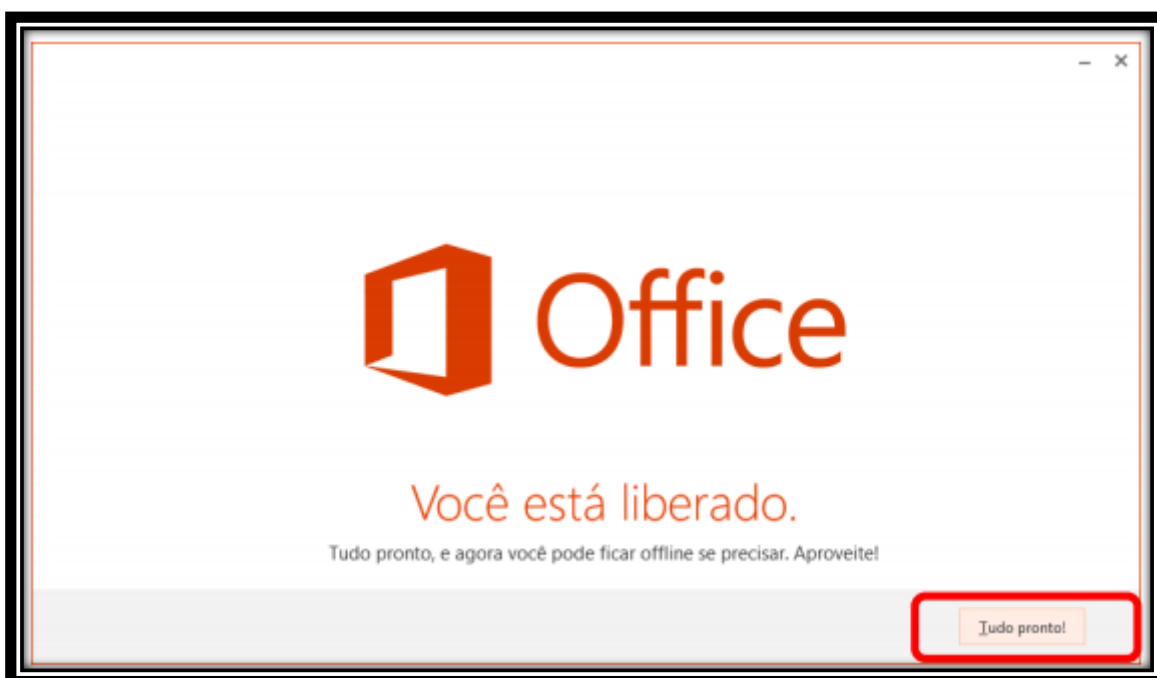 Office
Você está liberado.
Tudo pronto, e agora você pode ficar offline se precisar. Aproveite!
Tudo pronto!